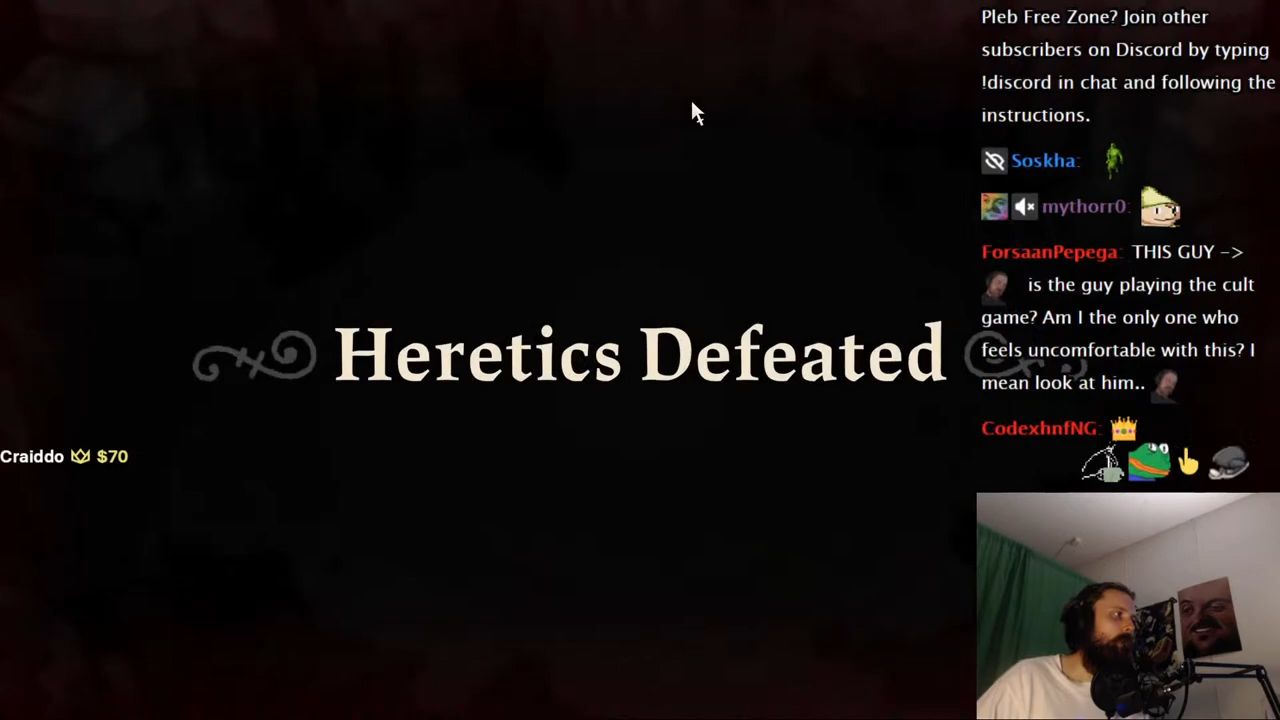 Pleb Free Zone? Join other
subscribers on Discord by typing
!discord in chat and following the
instructions.
Soskha:
mythorr0:
ForsaanPepega: THIS GUY ->
is the guy playing the cult
game? Am I the only one who
feels uncomfortable with this? I
mean look at him..
CodexhnfNG:
Heretics Defeated
Craiddo $70